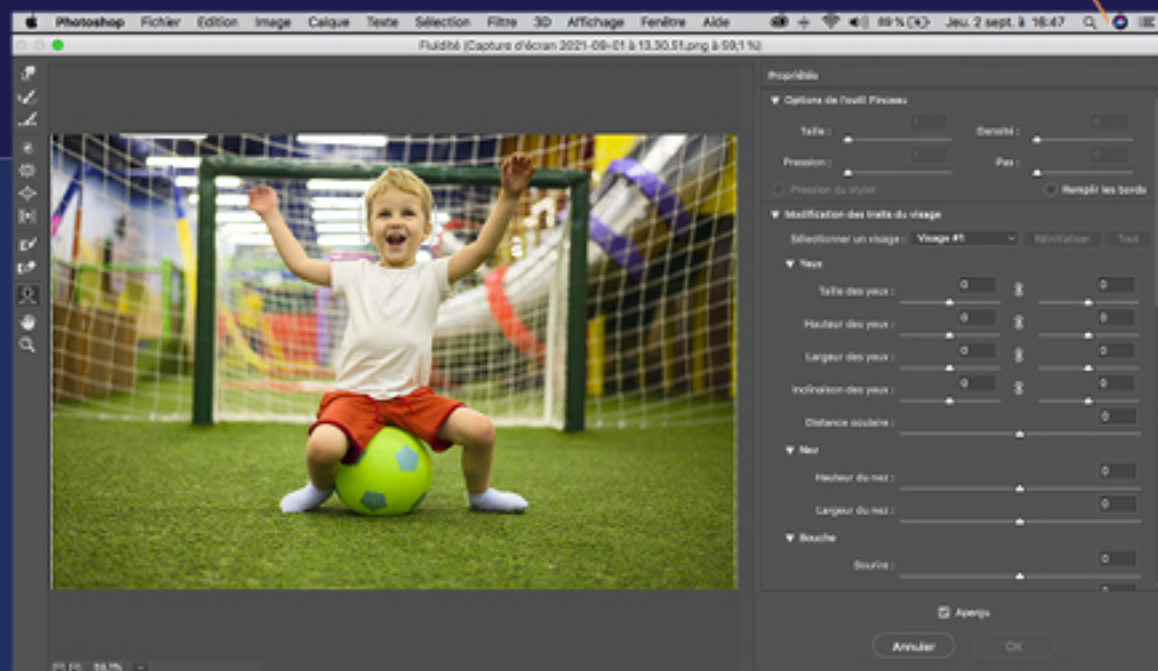 Photoshop Fichier Edition Image Calque Texte Sélection Filtre 3D Affichage Fenêtre Aide 89 % Jeu. 2 sept. à 16:47
Fluidité (Capture d'écran 2021-09-01 à 13.30.51.png à 59,1 %)
Propriétés
Options de l'outil Pinceau
Taille : Densité :
Pression : Pas :
Pression du stylet Remplir les bords
Modification des traits du visage
Sélectionner un visage : Visage #1 Réinitialiser Tout
Yeux
Taille des yeux : 0 0
Hauteur des yeux : 0 0
Largeur des yeux : 0 0
Inclinaison des yeux : 0 0
Distance oculaire : 0
Nez
Hauteur du nez : 0
Largeur du nez : 0
Bouche
Sourire : 0
Aperçu
Annuler OK
59,1%